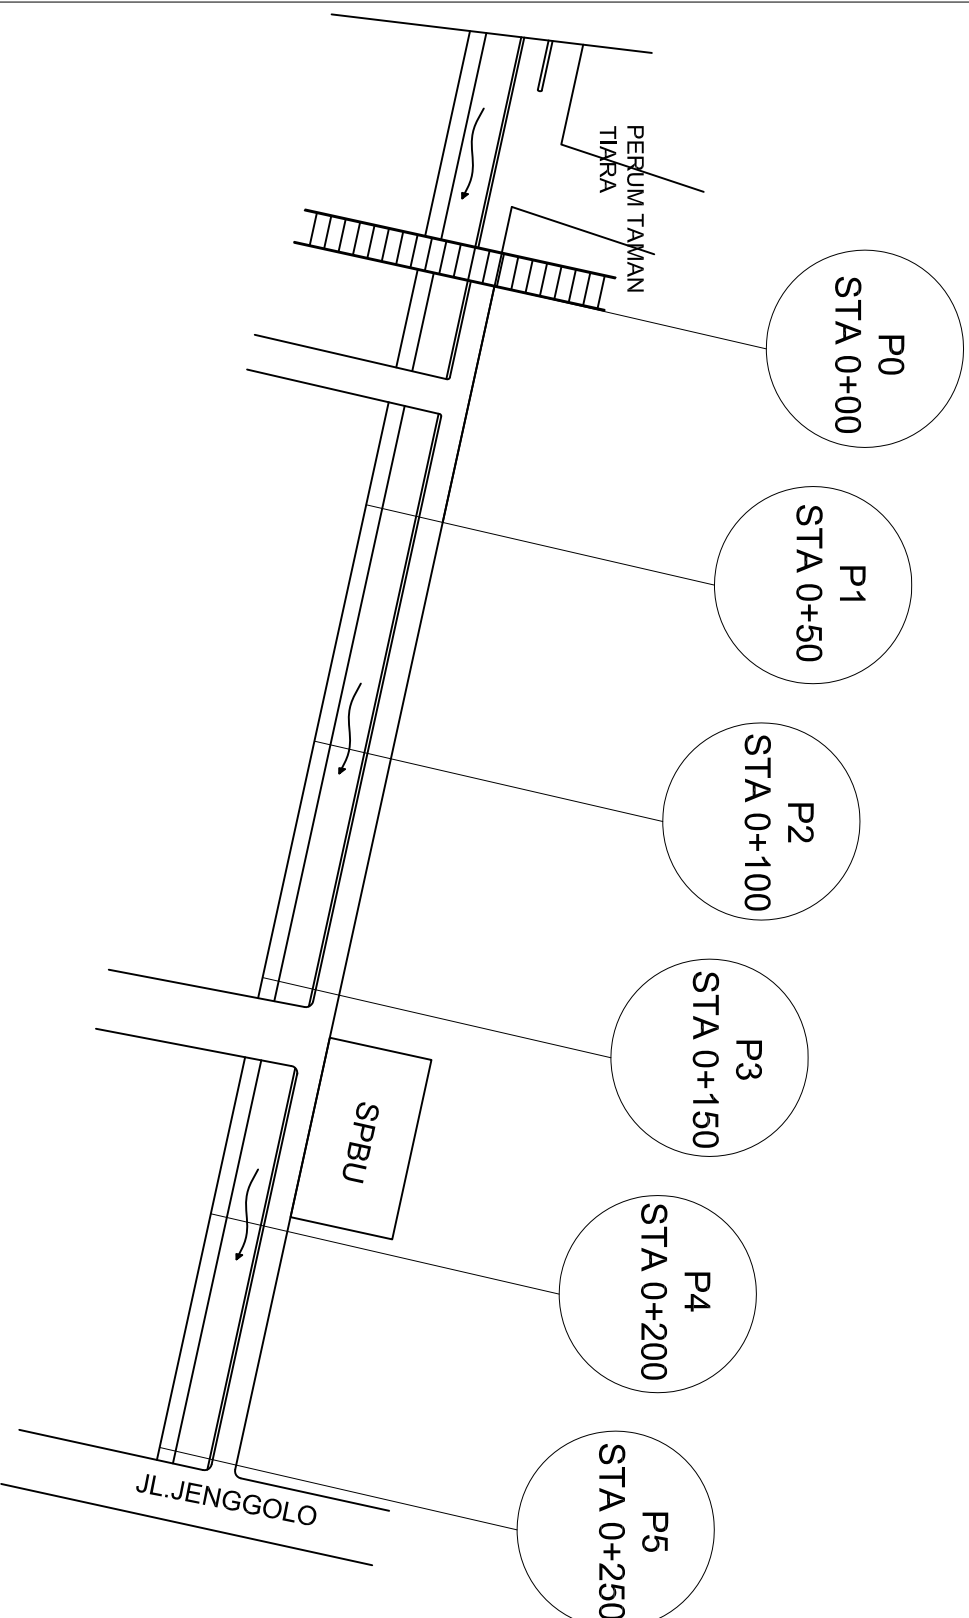 PERUM TAMAN
TIARA
P0
STA 0+00
P1
STA 0+50
P2
STA 0+100
P3
STA 0+150
SPBU
P4
STA 0+200
P5
STA 0+250
JL.JENGGOLO